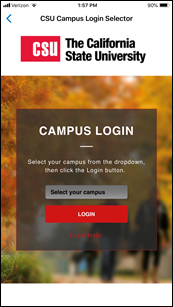 Verizon 1:57 PM 90%
CSU Campus Login Selector
CSU The California
State University
CAMPUS LOGIN
Select your campus from the dropdown,
then click the Login button.
Select your campus
LOGIN